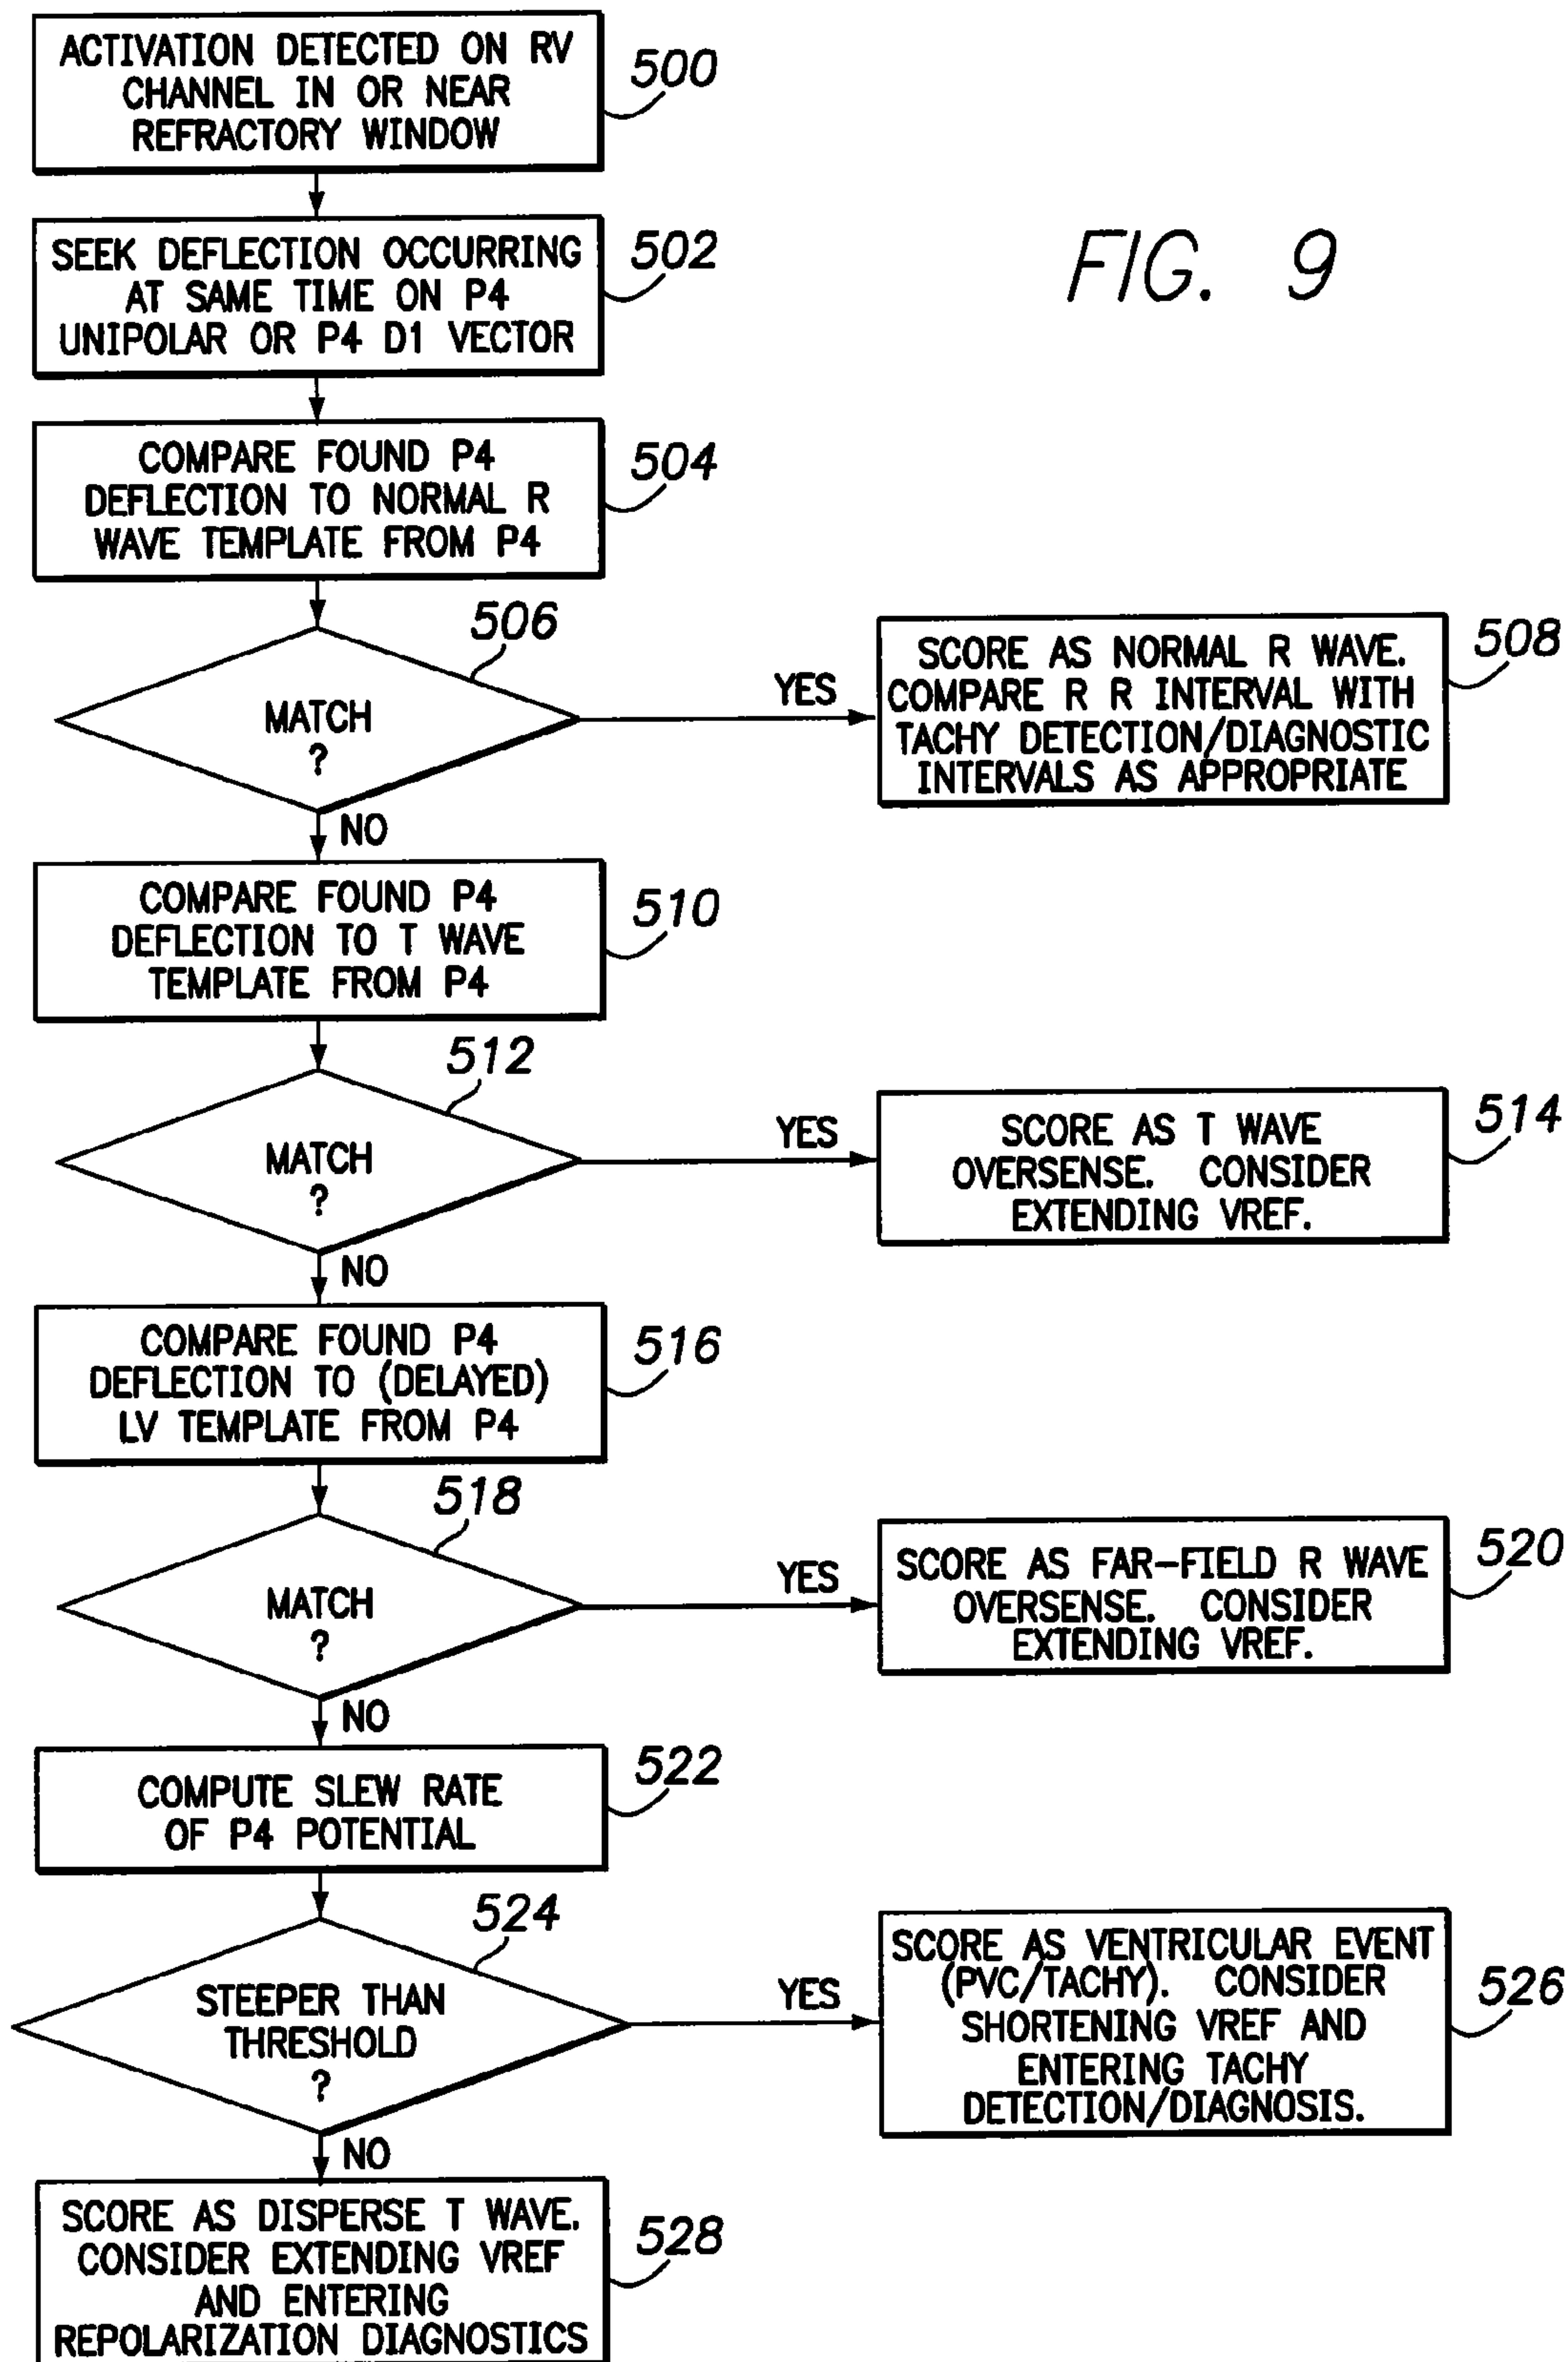 ACTIVATION DETECTED ON RV
CHANNEL IN OR NEAR
REFRACTORY WINDOW
500
SEEK DEFLECTION OCCURRING
AT SAME TIME ON P4
UNIPOLAR OR P4 D1 VECTOR
502
FIG. 9
COMPARE FOUND P4
DEFLECTION TO NORMAL R
WAVE TEMPLATE FROM P4
504
506
MATCH
?
YES
SCORE AS NORMAL R WAVE.
COMPARE R R INTERVAL WITH
TACHY DETECTION/DIAGNOSTIC
INTERVALS AS APPROPRIATE
508
NO
COMPARE FOUND P4
DEFLECTION TO T WAVE
TEMPLATE FROM P4
510
512
MATCH
?
YES
SCORE AS T WAVE
OVERSENSE. CONSIDER
EXTENDING VREF.
514
NO
COMPARE FOUND P4
DEFLECTION TO (DELAYED)
LV TEMPLATE FROM P4
516
518
MATCH
?
YES
SCORE AS FAR-FIELD R WAVE
OVERSENSE. CONSIDER
EXTENDING VREF.
520
NO
COMPUTE SLEW RATE
OF P4 POTENTIAL
522
524
STEEPER THAN
THRESHOLD
?
YES
SCORE AS VENTRICULAR EVENT
(PVC/TACHY). CONSIDER
SHORTENING VREF AND
ENTERING TACHY
DETECTION/DIAGNOSIS.
526
NO
SCORE AS DISPERSE T WAVE.
CONSIDER EXTENDING VREF
AND ENTERING
REPOLARIZATION DIAGNOSTICS
528